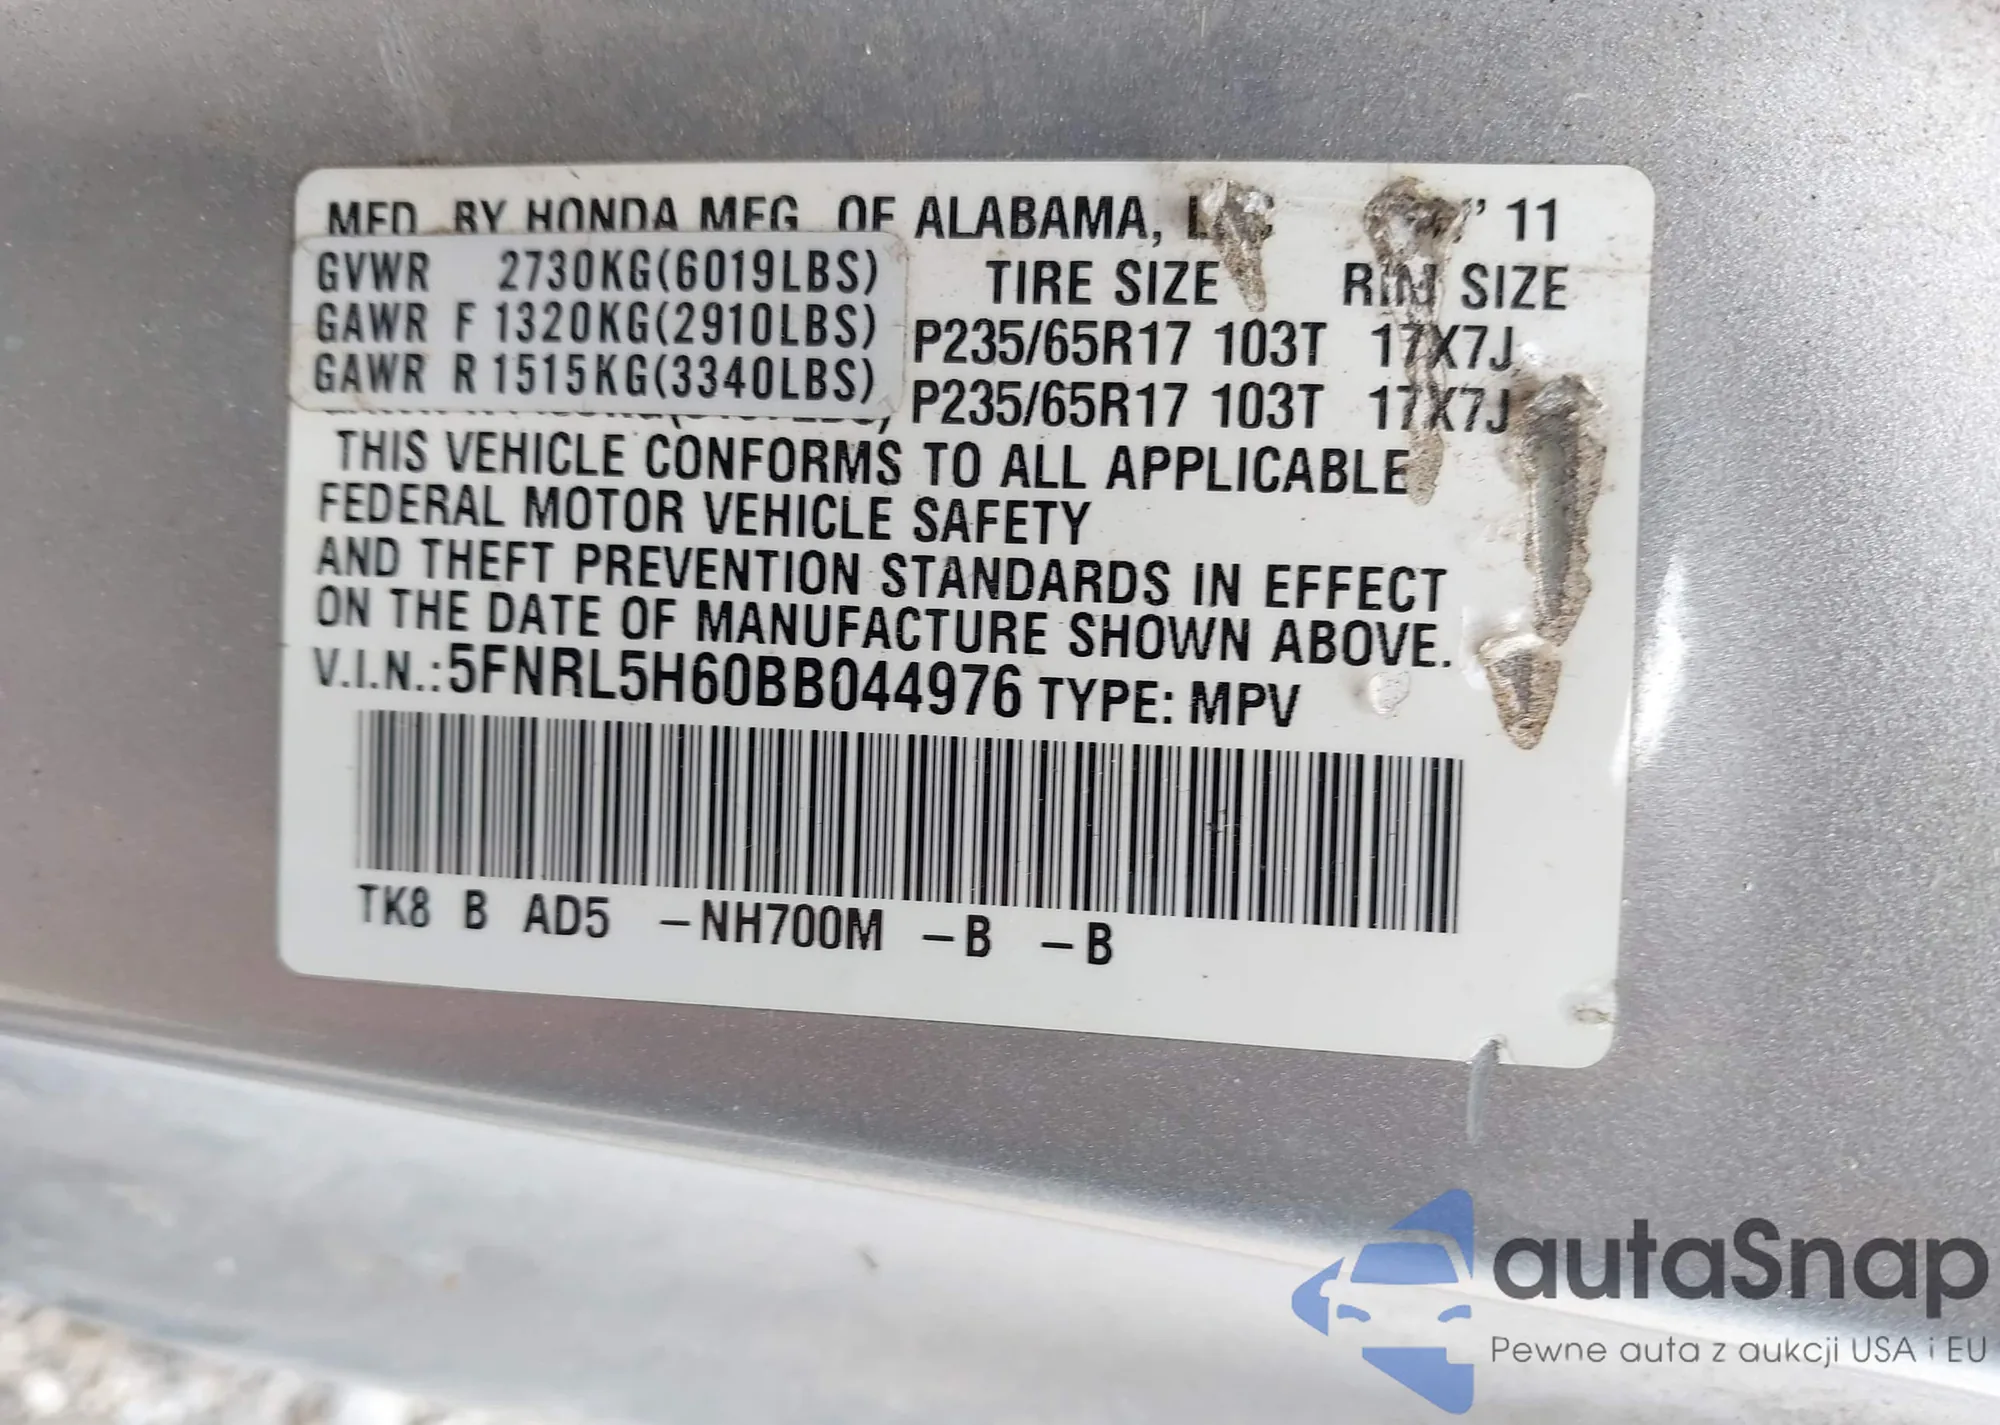 MFD. BY HONDA MFG. OF ALABAMA, '11
GVWR 2730KG(6019LBS) TIRE SIZE RIM SIZE
GAWR F 1320KG(2910LBS) P235/65R17 103T 17X7J
GAWR R 1515KG(3340LBS) P235/65R17 103T 17X7J
THIS VEHICLE CONFORMS TO ALL APPLICABLE
FEDERAL MOTOR VEHICLE SAFETY
AND THEFT PREVENTION STANDARDS IN EFFECT
ON THE DATE OF MANUFACTURE SHOWN ABOVE.
V.I.N.:5FNRL5H60BB044976 TYPE: MPV
TK8 B AD5 -NH700M -B -B
autaSnap
Pewne auta z aukcji USA i EU